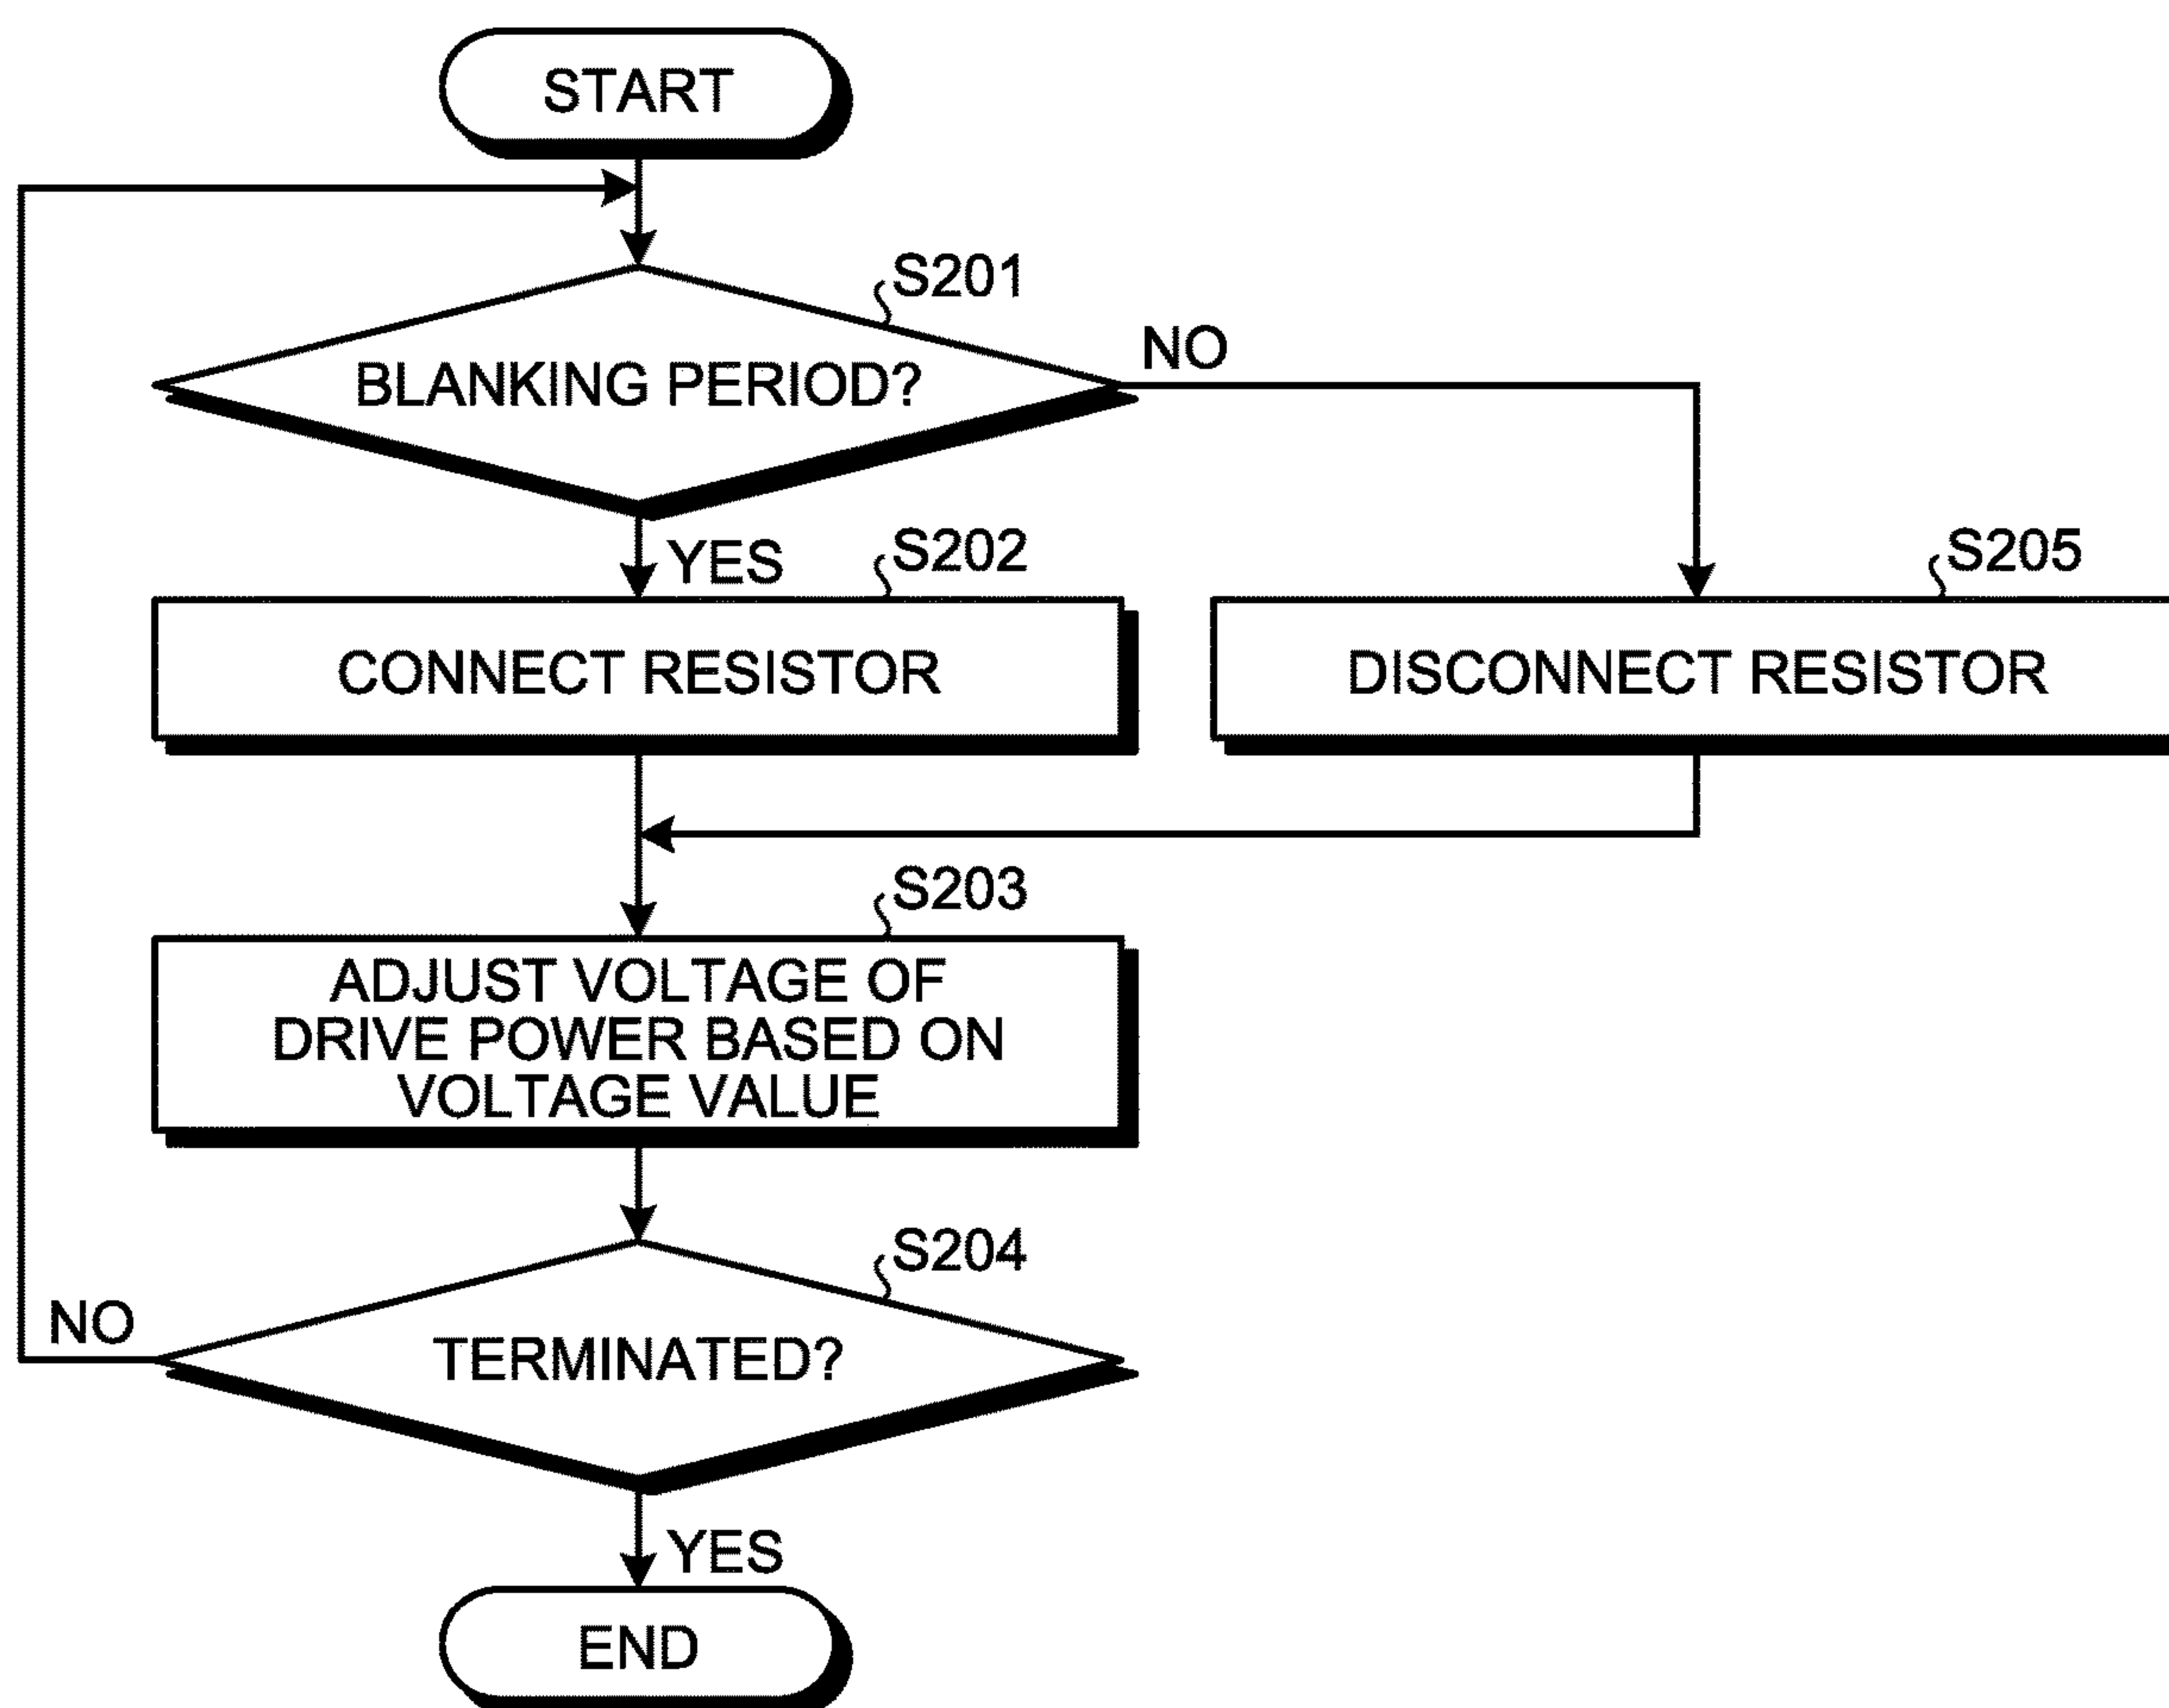 START
S201
BLANKING PERIOD?
NO
YES
S202
CONNECT RESISTOR
S205
DISCONNECT RESISTOR
S203
ADJUST VOLTAGE OF
DRIVE POWER BASED ON
VOLTAGE VALUE
S204
TERMINATED?
NO
YES
END